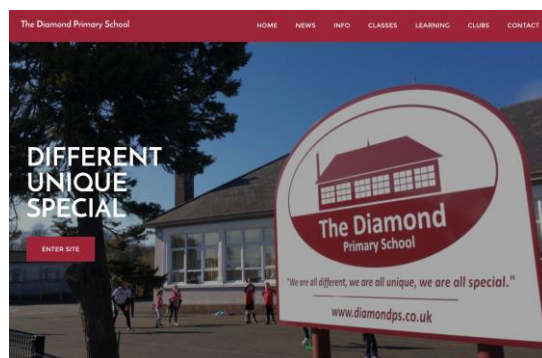 The Diamond Primary School
HOME NEWS INFO CLASSES LEARNING CLUBS CONTACT
DIFFERENT
UNIQUE
SPECIAL
ENTER SITE
The Diamond
Primary School
"We are all different, we are all unique, we are all special."
www.diamondps.co.uk